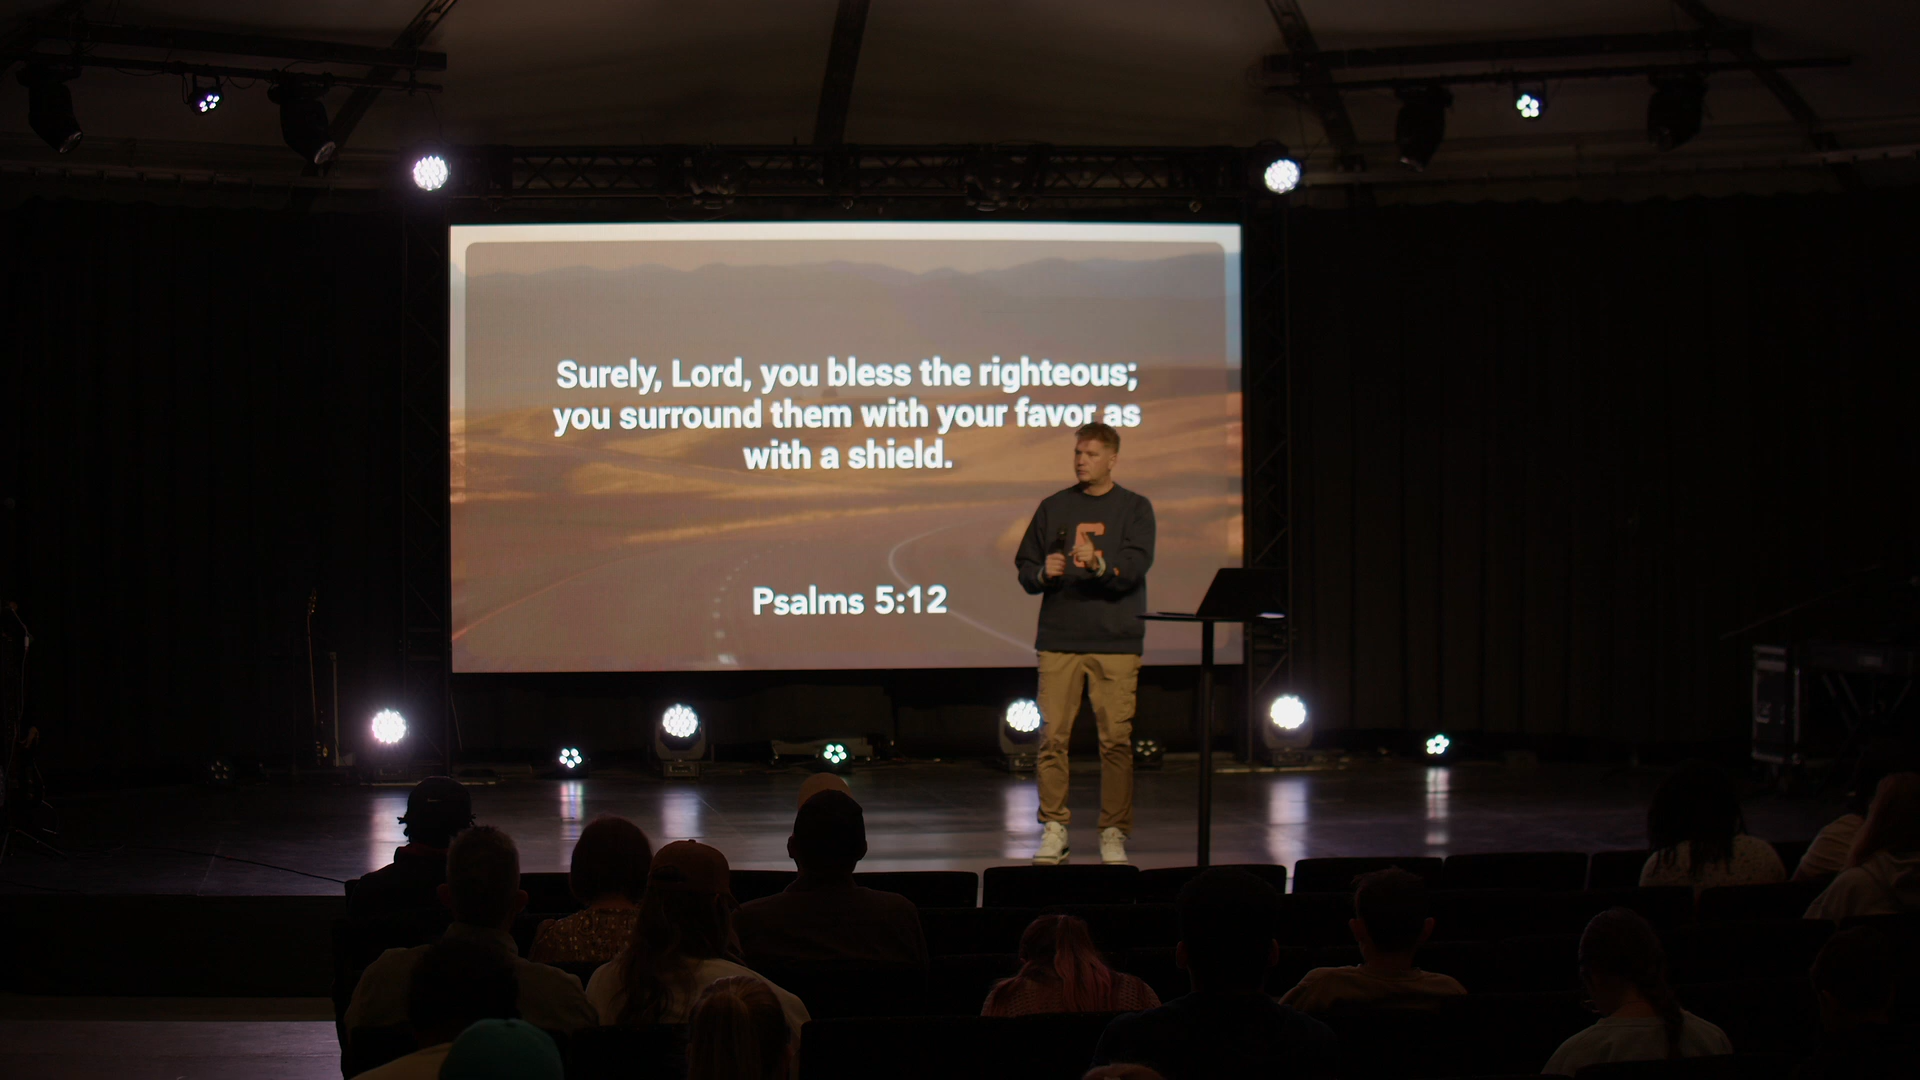 Surely, Lord, you bless the righteous;
you surround them with your favor as
with a shield.
Psalms 5:12